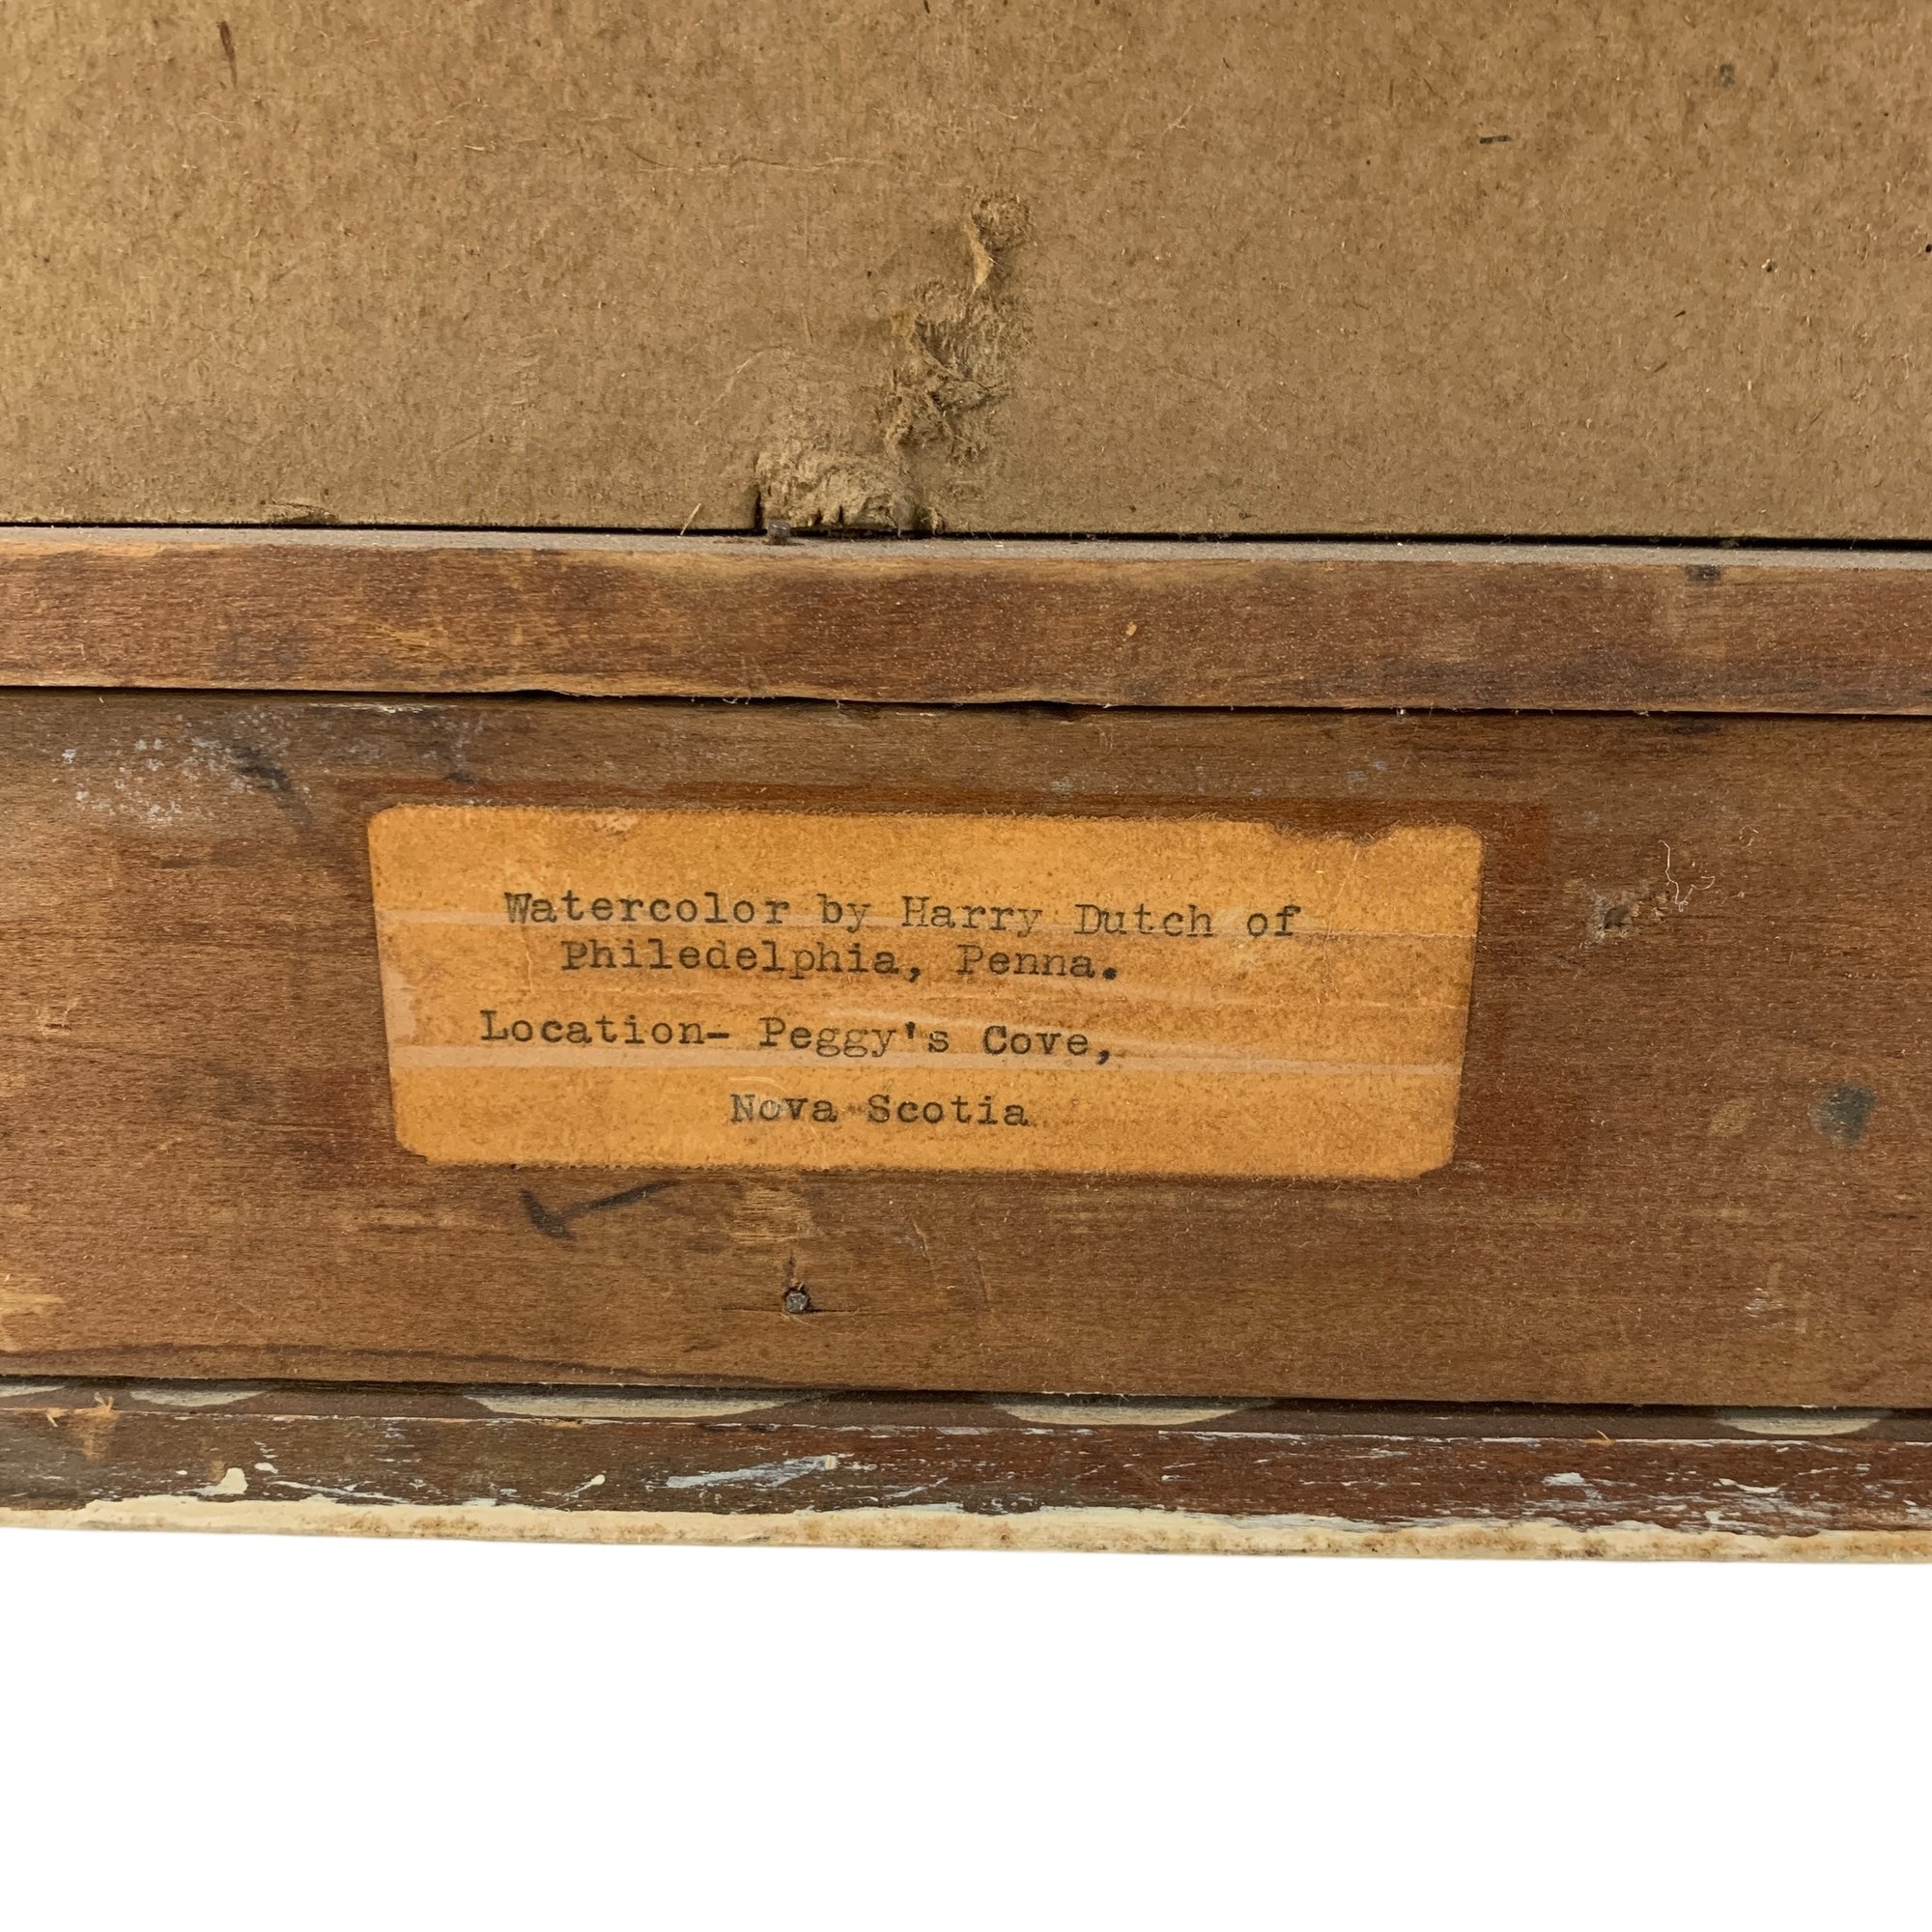 Watercolor by Harry Dutch of
Philedelphia, Penna.
Location- Peggy's Cove,
Nova Scotia